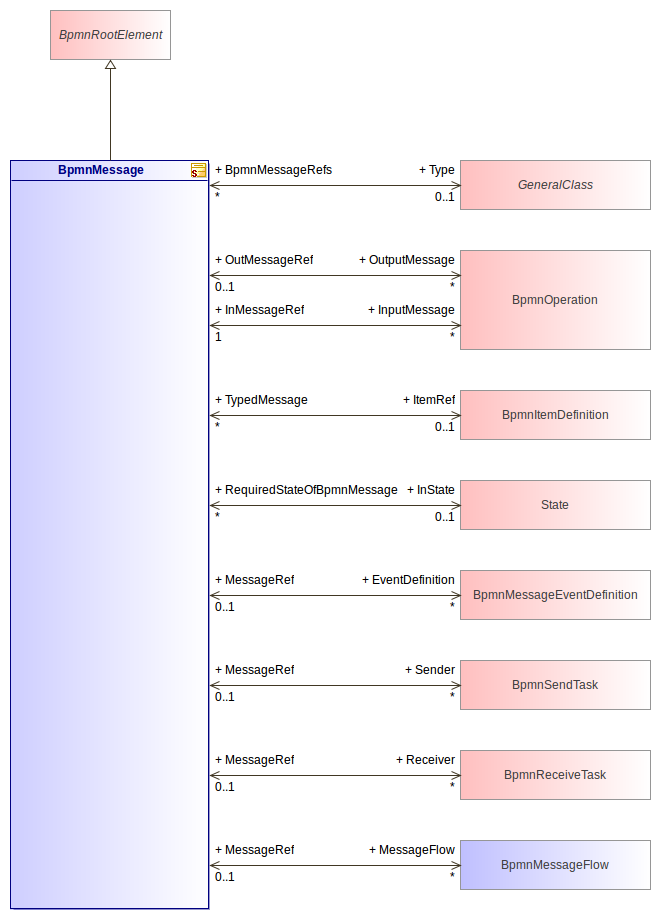 BpmnRootElement
BpmnMessage
+ BpmnMessageRefs + Type
* 0..1
GeneralClass
+ OutMessageRef + OutputMessage
0..1 *
+ InMessageRef + InputMessage
1 *
BpmnOperation
+ TypedMessage + ItemRef
* 0..1
BpmnItemDefinition
+ RequiredStateOfBpmnMessage + InState
* 0..1
State
+ MessageRef + EventDefinition
0..1 *
BpmnMessageEventDefinition
+ MessageRef + Sender
0..1 *
BpmnSendTask
+ MessageRef + Receiver
0..1 *
BpmnReceiveTask
+ MessageRef + MessageFlow
0..1 *
BpmnMessageFlow